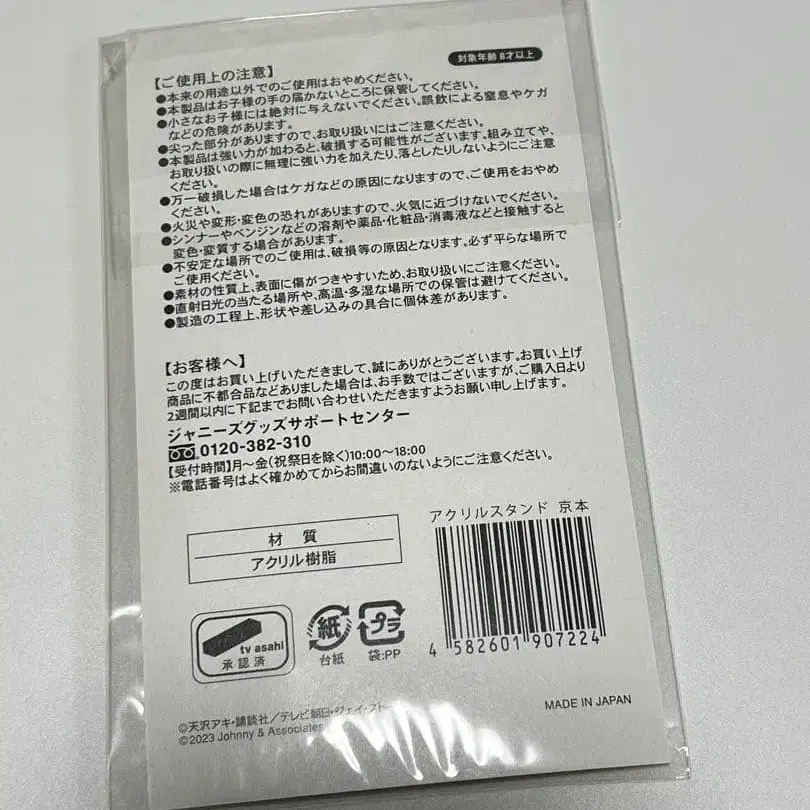 対象年齢 8才以上
【ご使用上の注意】
●本来の用途以外でのご使用はおやめください。
●本製品はお子様の手の届かないところに保管してください。
●小さなお子様には絶対に与えないでください。誤飲による窒息やケガ
などの危険があります。
●尖った部分がありますので、お取り扱いにはご注意ください。
●本製品は強い力が加わると、破損する可能性がございます。組み立てや、
お取り扱いの際に無理に強い力を加えたり、落としたりしないようにご注意
ください。
●万一破損した場合はケガなどの原因になりますので、ご使用をおやめ
ください。
●火災や変形・変色の恐れがありますので、火気に近づけないでください。
●シンナーやベンジンなどの溶剤や薬品・化粧品・消毒液などと接触すると
変色・変質する場合があります。
●不安定な場所でのご使用は、破損等の原因となります。必ず平らな場所で
ご使用ください。
●素材の性質上、表面に傷がつきやすいため、お取り扱いにご注意ください。
●直射日光の当たる場所や、高温・多湿な場所での保管は避けてください。
●製造の工程上、形状や差し込みの具合に個体差があります。
【お客様へ】
この度はお買い上げいただきまして、誠にありがとうございます。お買い上げ
商品に不都合品などありました場合は、お手数ではございますが、ご購入日より
2週間以内に下記までお問い合わせいただきますようお願い申し上げます。
ジャニーズグッズサポートセンター
0120-382-310
【受付時間】月〜金(祝祭日を除く)10:00〜18:00
※電話番号はよく確かめてからお間違いのないようにご注意ください。
アクリルスタンド 京本
材 質
アクリル樹脂
4 582601 907224
tv asahi
承認済
紙
台紙
プラ
袋:PP
MADE IN JAPAN
©天沢アキ・講談社/テレビ朝日・ジェイ・スト
©2023 Johnny & Associates